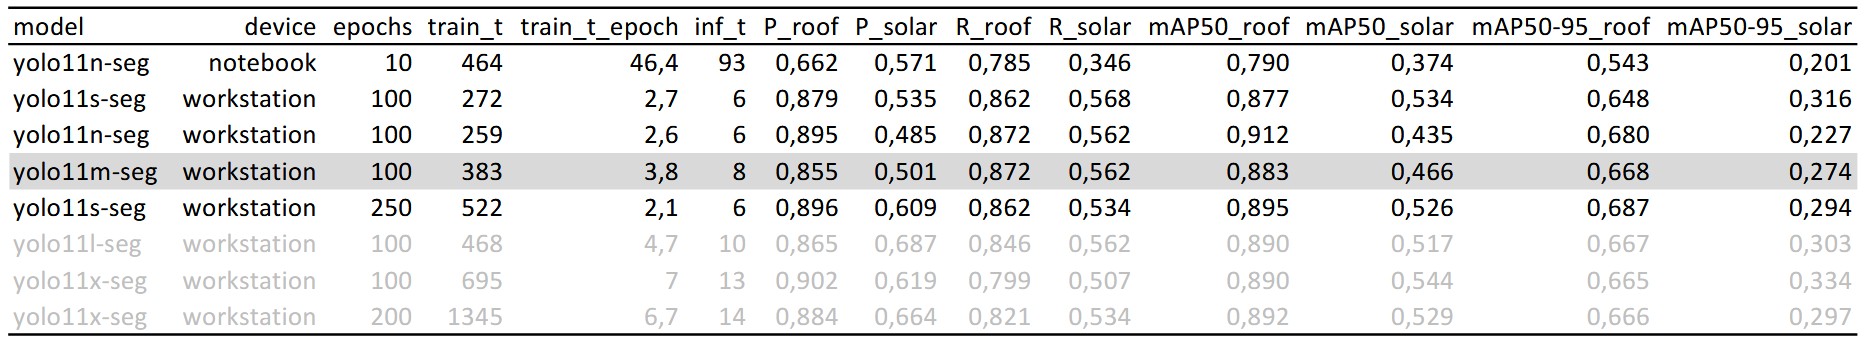 model device epochs train_t train_t_epoch inf_t P_roof P_solar R_roof R_solar mAP50_roof mAP50_solar mAP50-95_roof mAP50-95_solar
yolo11n-seg notebook 10 464 46,4 93 0,662 0,571 0,785 0,346 0,790 0,374 0,543 0,201
yolo11s-seg workstation 100 272 2,7 6 0,879 0,535 0,862 0,568 0,877 0,534 0,648 0,316
yolo11n-seg workstation 100 259 2,6 6 0,895 0,485 0,872 0,562 0,912 0,435 0,680 0,227
yolo11m-seg workstation 100 383 3,8 8 0,855 0,501 0,872 0,562 0,883 0,466 0,668 0,274
yolo11s-seg workstation 250 522 2,1 6 0,896 0,609 0,862 0,534 0,895 0,526 0,687 0,294
yolo11l-seg workstation 100 468 4,7 10 0,865 0,687 0,846 0,562 0,890 0,517 0,667 0,303
yolo11x-seg workstation 100 695 7 13 0,902 0,619 0,799 0,507 0,890 0,544 0,665 0,334
yolo11x-seg workstation 200 1345 6,7 14 0,884 0,664 0,821 0,534 0,892 0,529 0,666 0,297